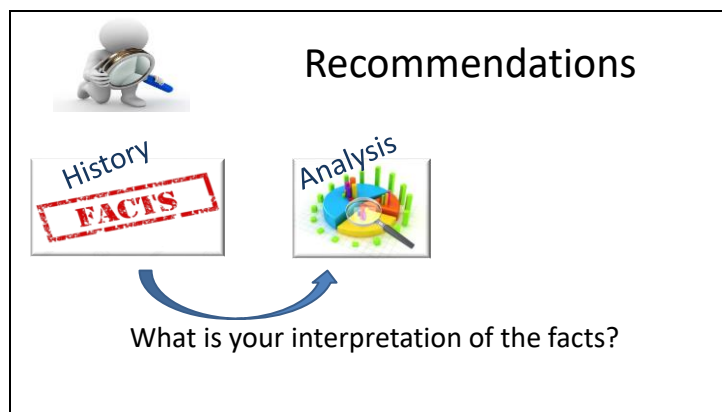 Recommendations
History
Analysis
FACTS
What is your interpretation of the facts?